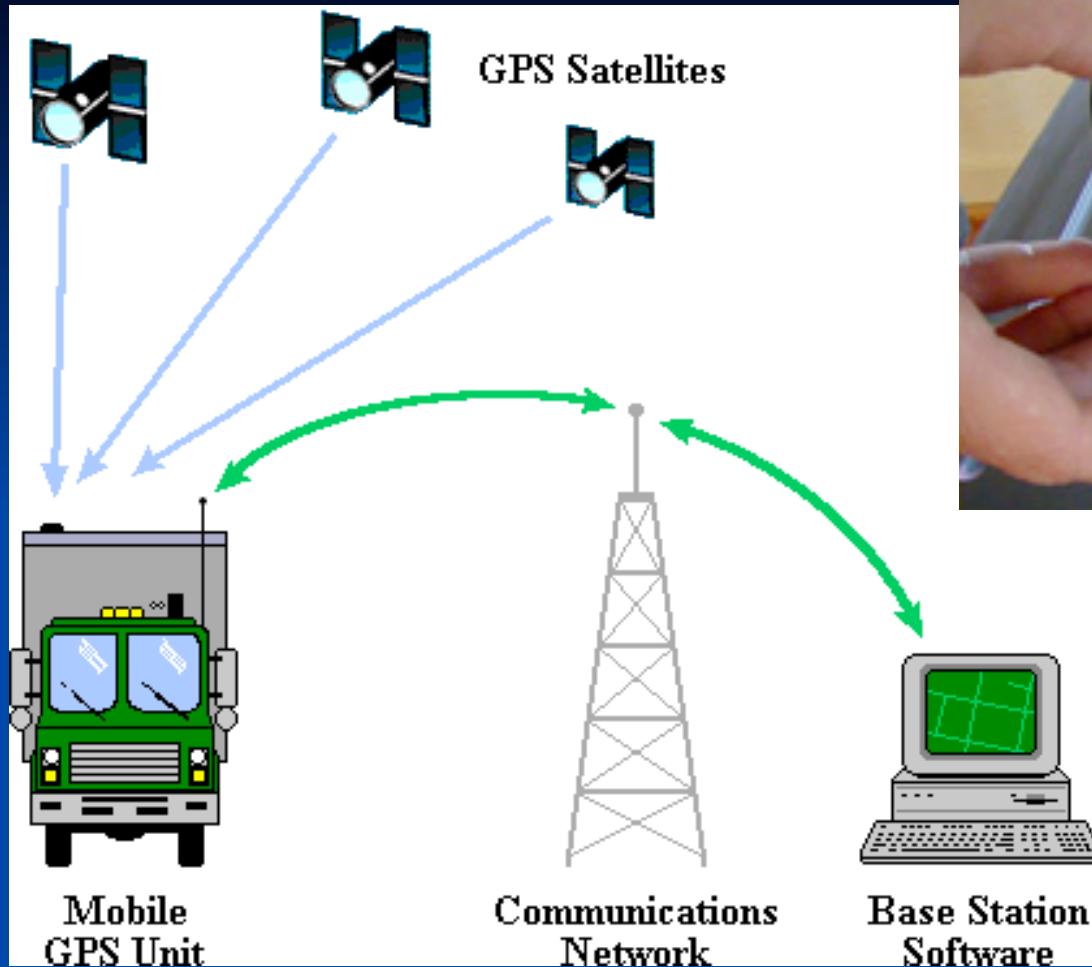 GPS Satellites
Mobile
GPS Unit
Communications
Network
Base Station
Software